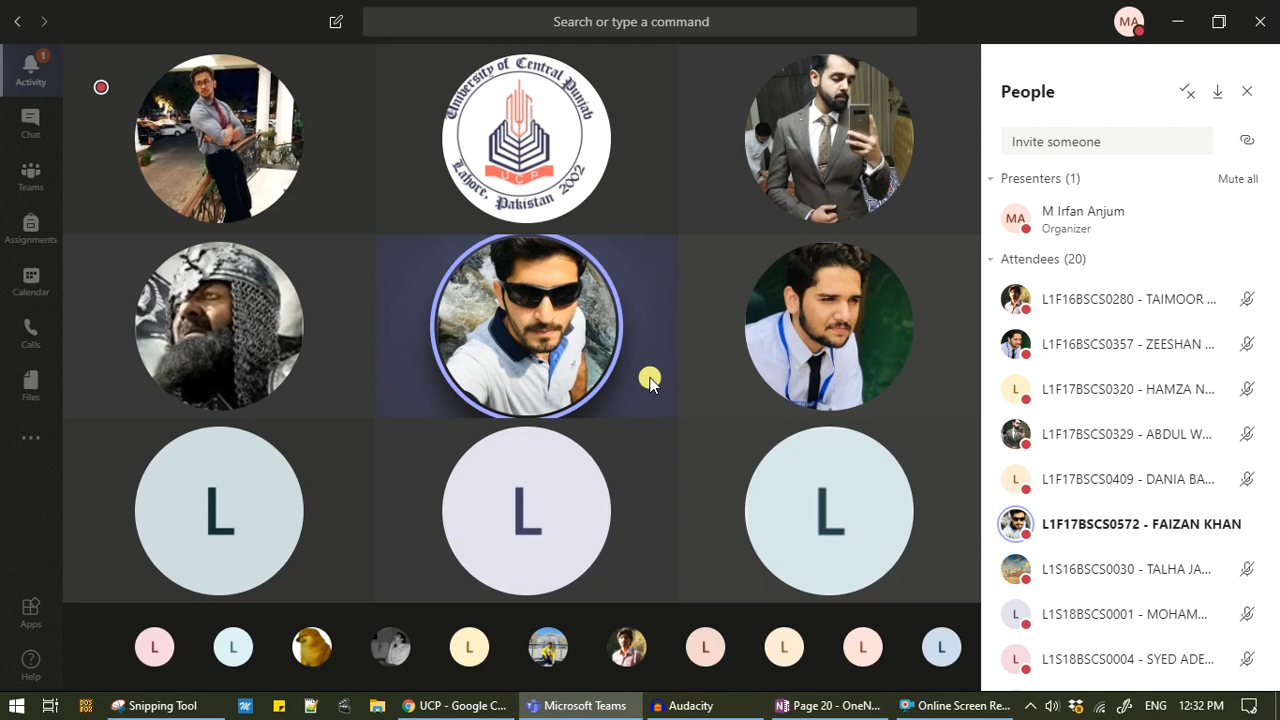 Search or type a command
MA
1
Activity
Chat
Teams
Assignments
Calendar
Calls
Files
Apps
Help
University of Central Punjab
UCP
Lahore, Pakistan 2002
L
L
L
L
L
L
L
L
L
L
People
Invite someone
Presenters (1)
Mute all
MA
M Irfan Anjum
Organizer
Attendees (20)
L1F16BSCS0280 - TAIMOOR ...
L1F16BSCS0357 - ZEESHAN ...
L
L1F17BSCS0320 - HAMZA N...
L1F17BSCS0329 - ABDUL W...
L
L1F17BSCS0409 - DANIA BA...
L1F17BSCS0572 - FAIZAN KHAN
L1S16BSCS0030 - TALHA JA...
L
L1S18BSCS0001 - MOHAM...
L
L1S18BSCS0004 - SYED ADE...
Snipping Tool
UCP - Google C...
Microsoft Teams
Audacity
Page 20 - OneN...
Online Screen Re...
ENG
12:32 PM